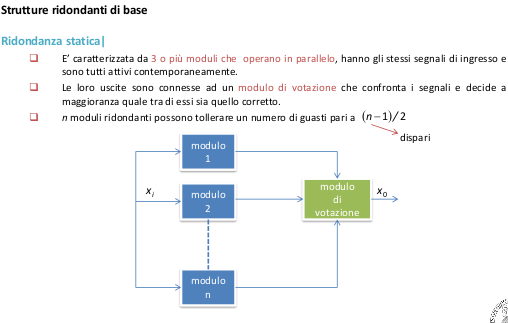 Strutture ridondanti di base
Ridondanza statica|
E' caratterizzata da 3 o più moduli che operano in parallelo, hanno gli stessi segnali di ingresso e
sono tutti attivi contemporaneamente.
Le loro uscite sono connesse ad un modulo di votazione che confronta i segnali e decide a
maggioranza quale tra di essi sia quello corretto.
n moduli ridondanti possono tollerare un numero di guasti pari a (n−1)/2
dispari
modulo
1
xi
modulo
2
modulo
di
votazione
x0
modulo
n